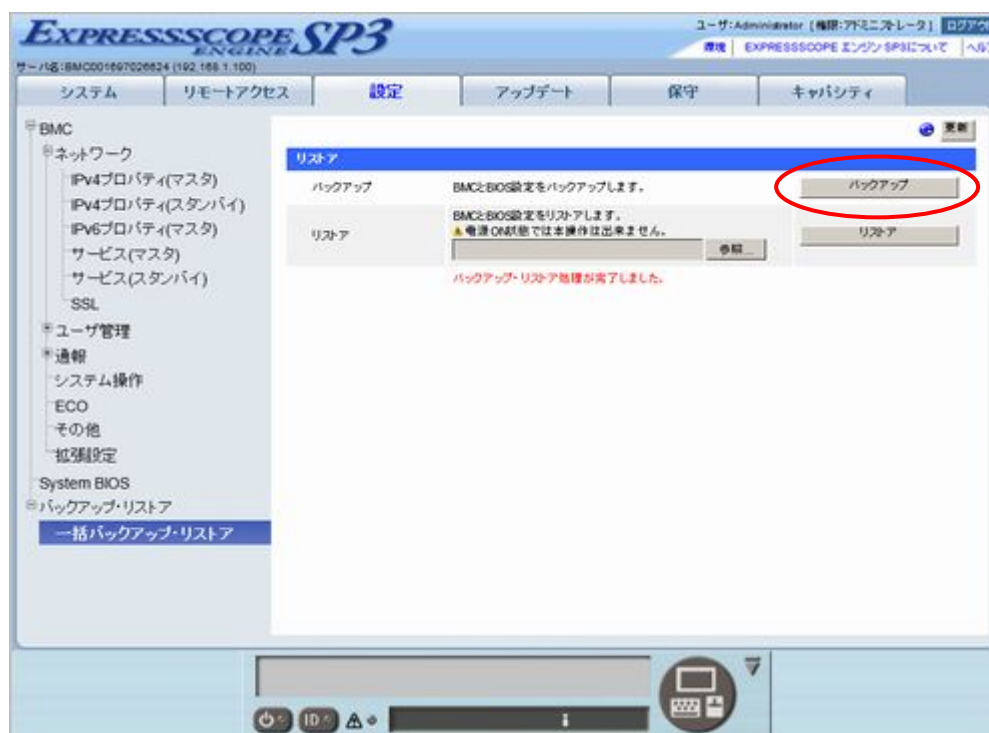 EXPRESSSCOPE
ENGINE SP3
ユーザ:Administrator [権限:アドミニストレータ] ログアウ
環境 EXPRESSSCOPE エンジン SP3について ヘル
サーバ名:BMC001697026624 (192.168.1.100)
システム リモートアクセス 設定 アップデート 保守 キャパシティ
BMC
更新
ネットワーク
IPv4プロパティ(マスタ)
IPv4プロパティ(スタンバイ)
IPv6プロパティ(マスタ)
サービス(マスタ)
サービス(スタンバイ)
SSL
ユーザ管理
通報
システム操作
ECO
その他
拡張設定
System BIOS
バックアップ・リストア
一括バックアップ・リストア
リストア
バックアップ BMCとBIOS設定をバックアップします。 バックアップ
リストア BMCとBIOS設定をリストアします。 リストア
電源ON状態では本操作は出来ません。
参照...
バックアップ・リストア処理が完了しました。
ID